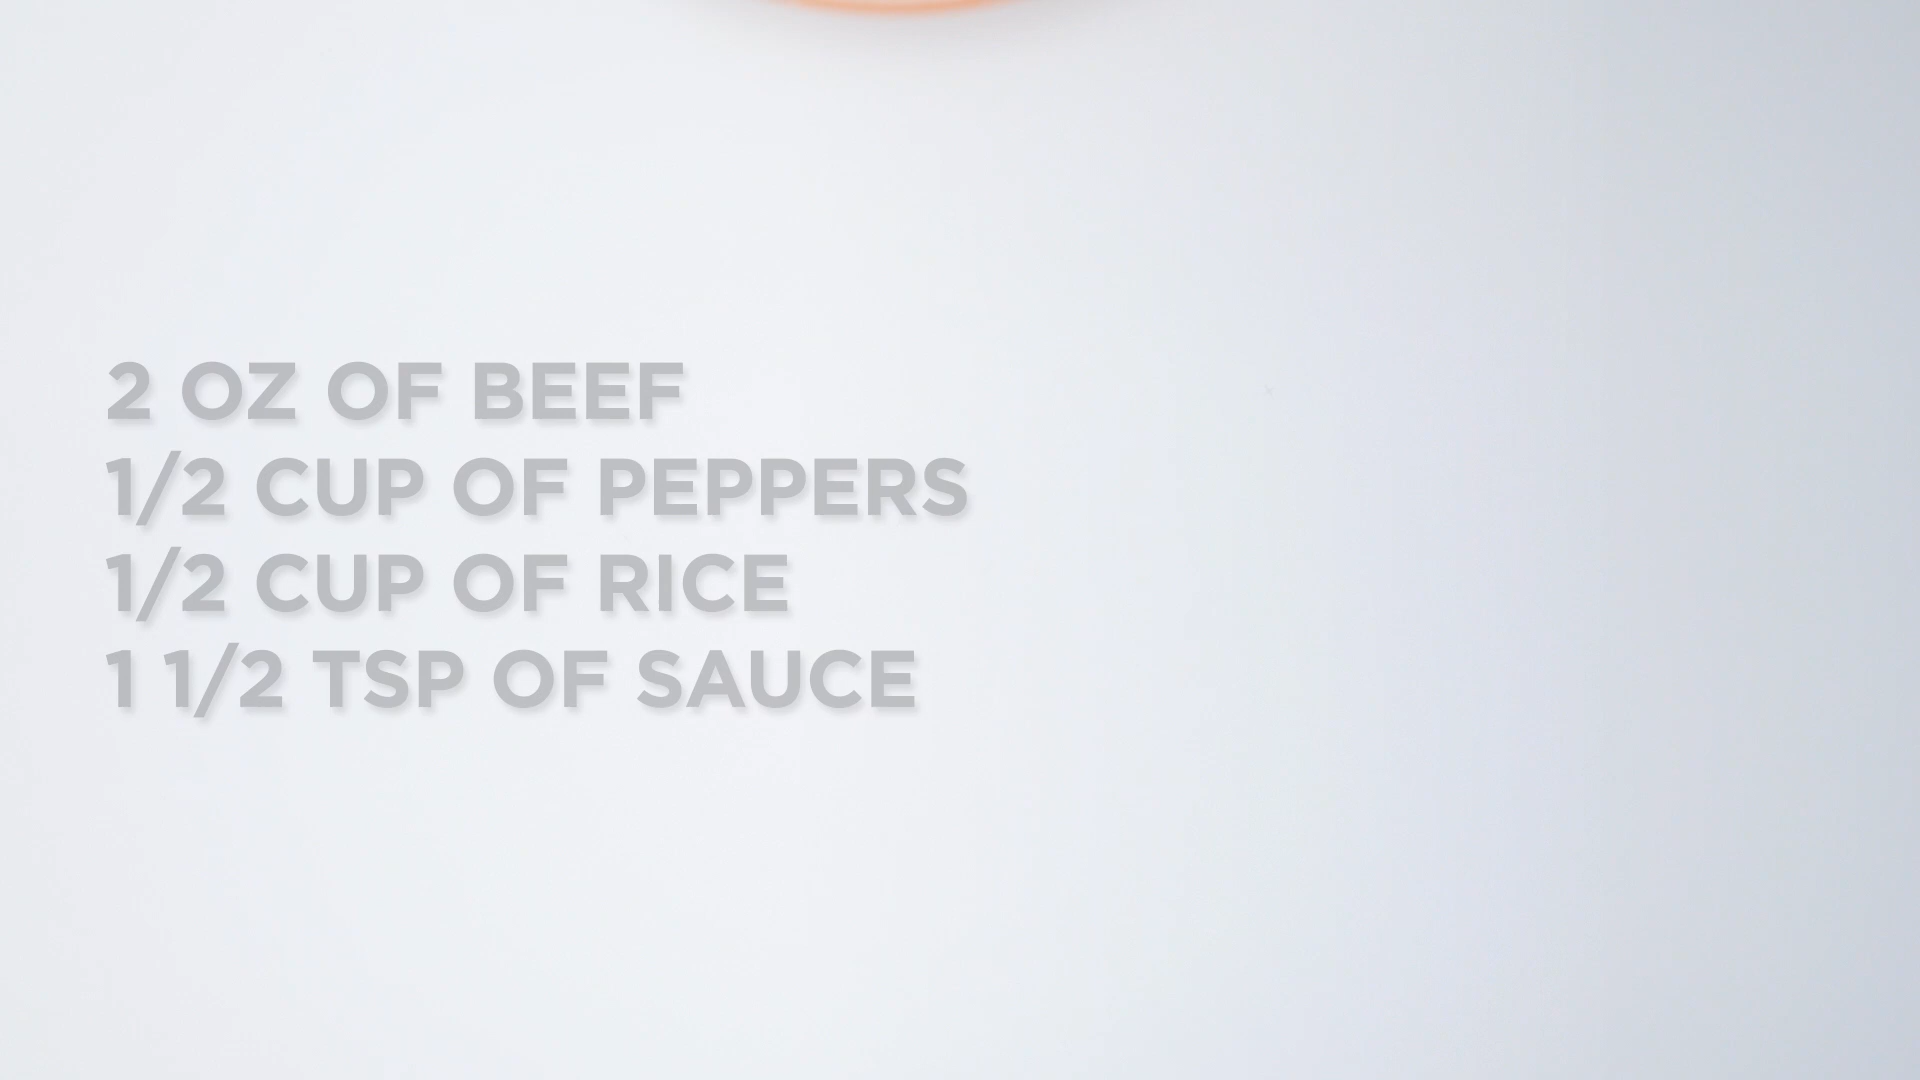 2 OZ OF BEEF
1/2 CUP OF PEPPERS
1/2 CUP OF RICE
1 1/2 TSP OF SAUCE